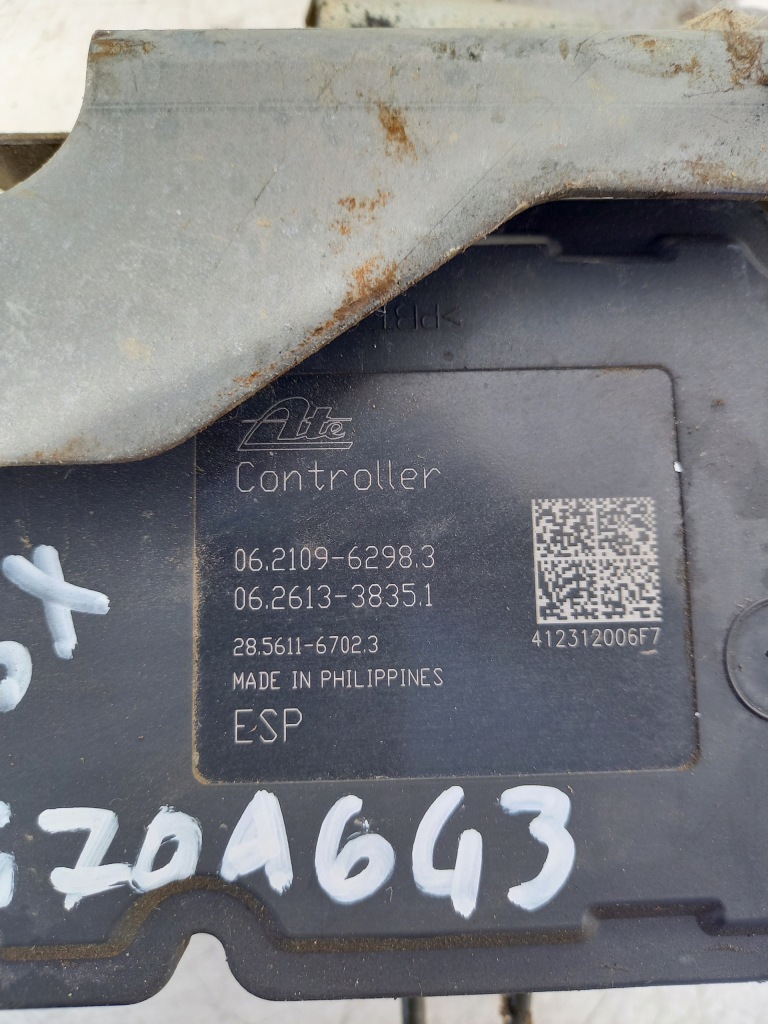 Ate
Controller
06.2109-6298.3
06.2613-3835.1
28.5611-6702.3
412312006F7
MADE IN PHILIPPINES
ESP
70A643